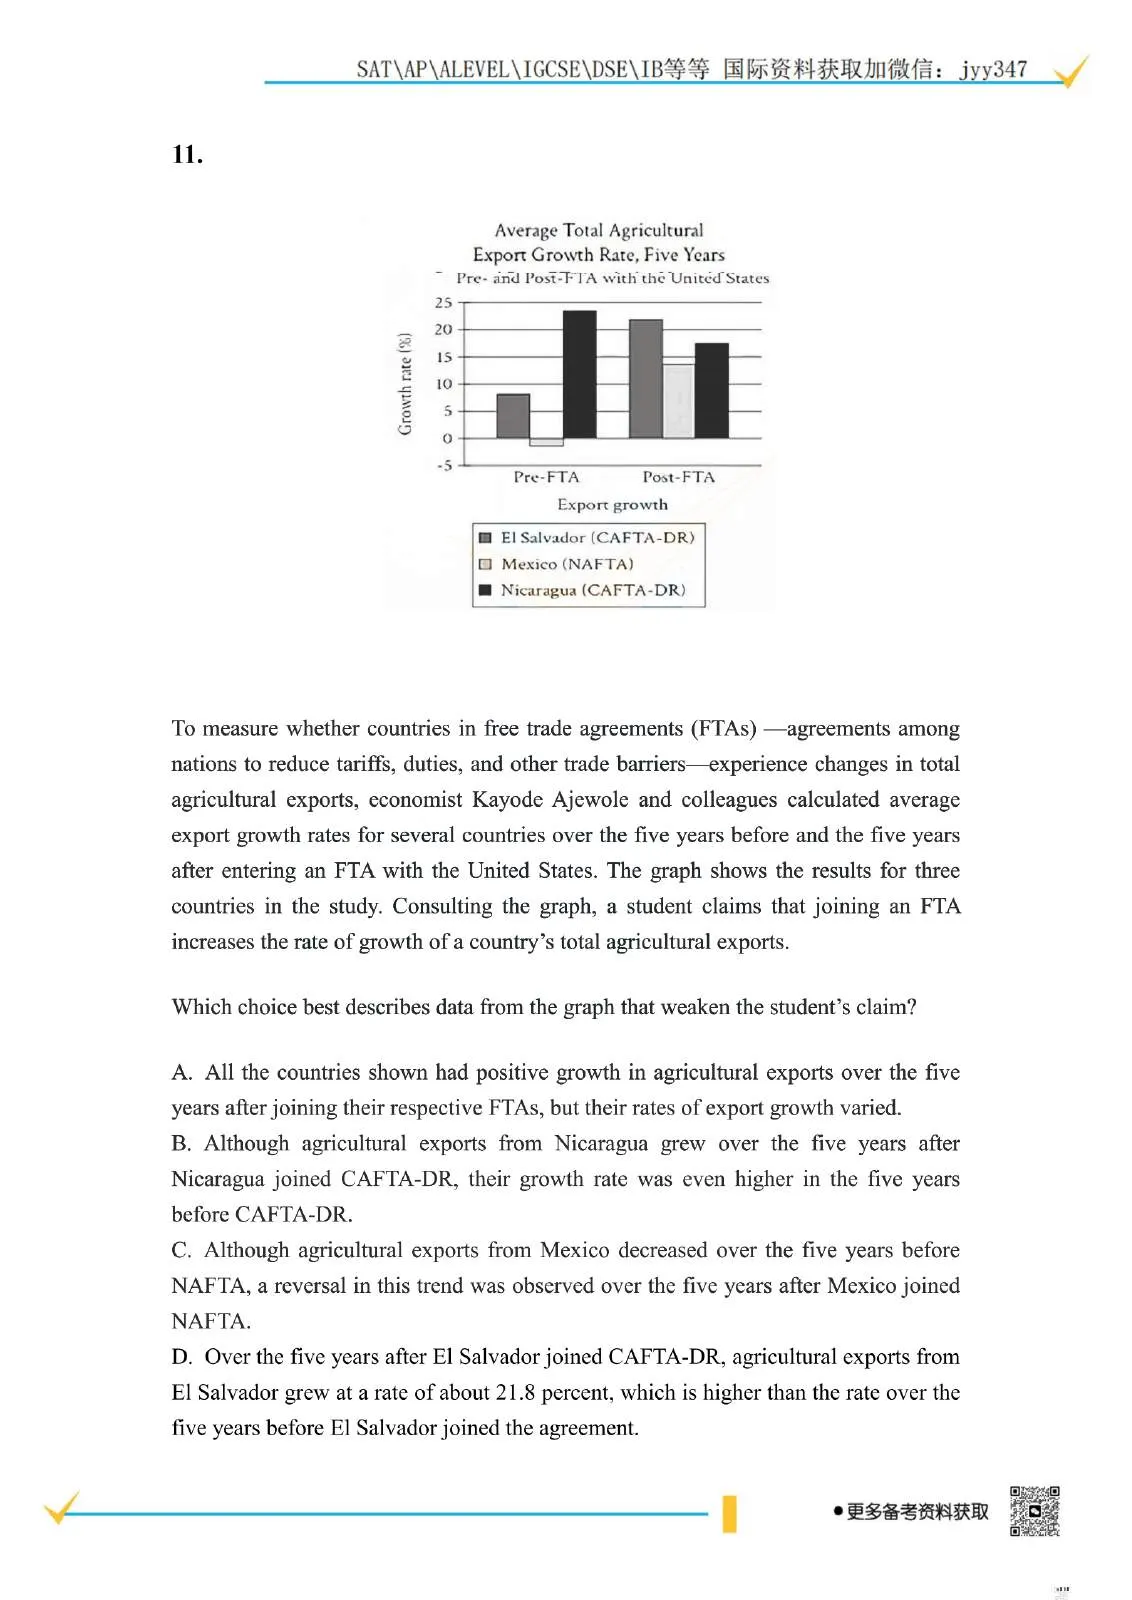 SAT\AP\ALEVEL\IGCSE\DSE\IB等等 国际资料获取加微信：jyy347
11.
Average Total Agricultural
Export Growth Rate, Five Years
Pre- and Post-FTA with the United States
25
20
15
10
5
0
-5
Growth rate (%)
Pre-FTA
Post-FTA
Export growth
El Salvador (CAFTA-DR)
Mexico (NAFTA)
Nicaragua (CAFTA-DR)
To measure whether countries in free trade agreements (FTAs) —agreements among
nations to reduce tariffs, duties, and other trade barriers—experience changes in total
agricultural exports, economist Kayode Ajewole and colleagues calculated average
export growth rates for several countries over the five years before and the five years
after entering an FTA with the United States. The graph shows the results for three
countries in the study. Consulting the graph, a student claims that joining an FTA
increases the rate of growth of a country's total agricultural exports.
Which choice best describes data from the graph that weaken the student's claim?
A. All the countries shown had positive growth in agricultural exports over the five
years after joining their respective FTAs, but their rates of export growth varied.
B. Although agricultural exports from Nicaragua grew over the five years after
Nicaragua joined CAFTA-DR, their growth rate was even higher in the five years
before CAFTA-DR.
C. Although agricultural exports from Mexico decreased over the five years before
NAFTA, a reversal in this trend was observed over the five years after Mexico joined
NAFTA.
D. Over the five years after El Salvador joined CAFTA-DR, agricultural exports from
El Salvador grew at a rate of about 21.8 percent, which is higher than the rate over the
five years before El Salvador joined the agreement.
●更多备考资料获取